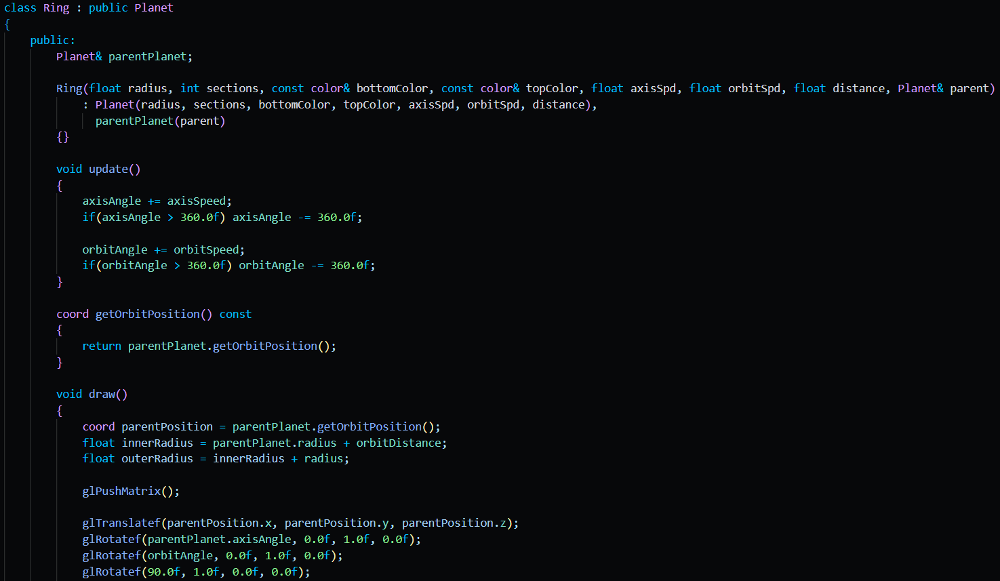 class Ring : public Planet
{
    public:
        Planet& parentPlanet;

        Ring(float radius, int sections, const color& bottomColor, const color& topColor, float axisSpd, float orbitSpd, float distance, Planet& parent)
            : Planet(radius, sections, bottomColor, topColor, axisSpd, orbitSpd, distance),
              parentPlanet(parent)
        {}

        void update()
        {
            axisAngle += axisSpeed;
            if(axisAngle > 360.0f) axisAngle -= 360.0f;

            orbitAngle += orbitSpeed;
            if(orbitAngle > 360.0f) orbitAngle -= 360.0f;
        }

        coord getOrbitPosition() const
        {
            return parentPlanet.getOrbitPosition();
        }

        void draw()
        {
            coord parentPosition = parentPlanet.getOrbitPosition();
            float innerRadius = parentPlanet.radius + orbitDistance;
            float outerRadius = innerRadius + radius;

            glPushMatrix();

            glTranslatef(parentPosition.x, parentPosition.y, parentPosition.z);
            glRotatef(parentPlanet.axisAngle, 0.0f, 1.0f, 0.0f);
            glRotatef(orbitAngle, 0.0f, 1.0f, 0.0f);
            glRotatef(90.0f, 1.0f, 0.0f, 0.0f);